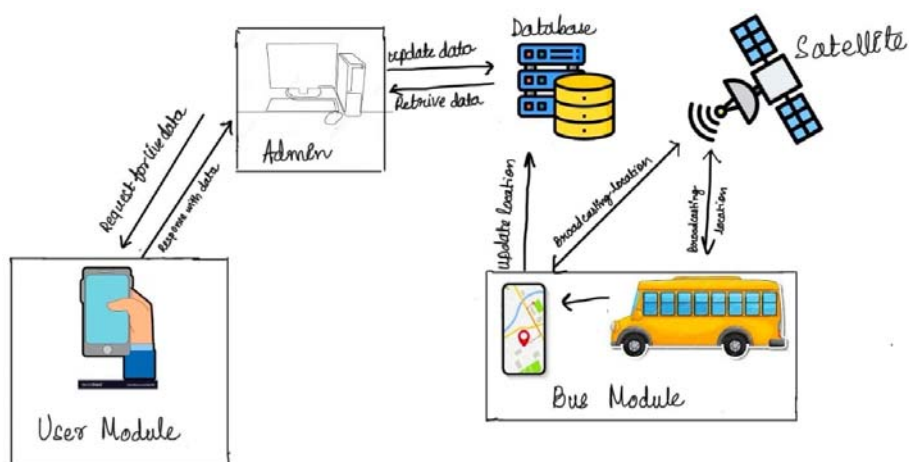 Database
Satellite
Update data
Retrive data
Admen
Request for live data
Response with data
Update location
Broadcasting location
Broadcasting
location
User Module
Bus Module